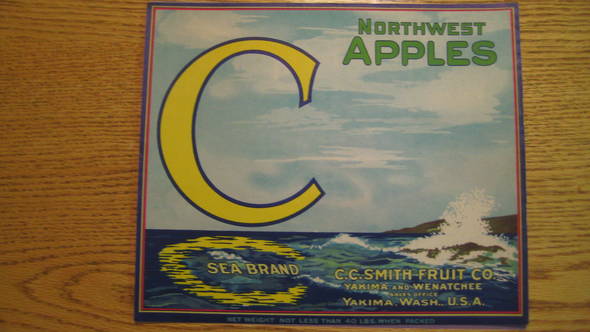 NORTHWEST
APPLES
C
C
SEA BRAND
C.C. SMITH FRUIT CO.
YAKIMA AND WENATCHEE
SALES OFFICE
YAKIMA, WASH., U.S.A.
NET WEIGHT NOT LESS THAN 40 LBS. WHEN PACKED